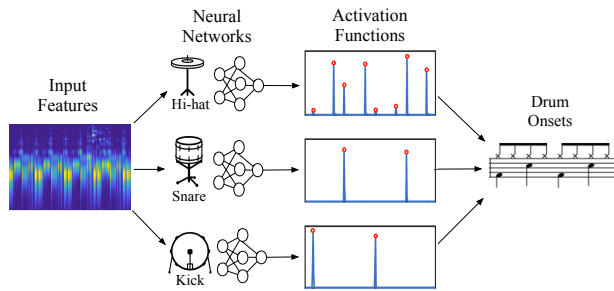 Neural
Networks
Activation
Functions
Input
Features
Hi-hat
Snare
Kick
Drum
Onsets